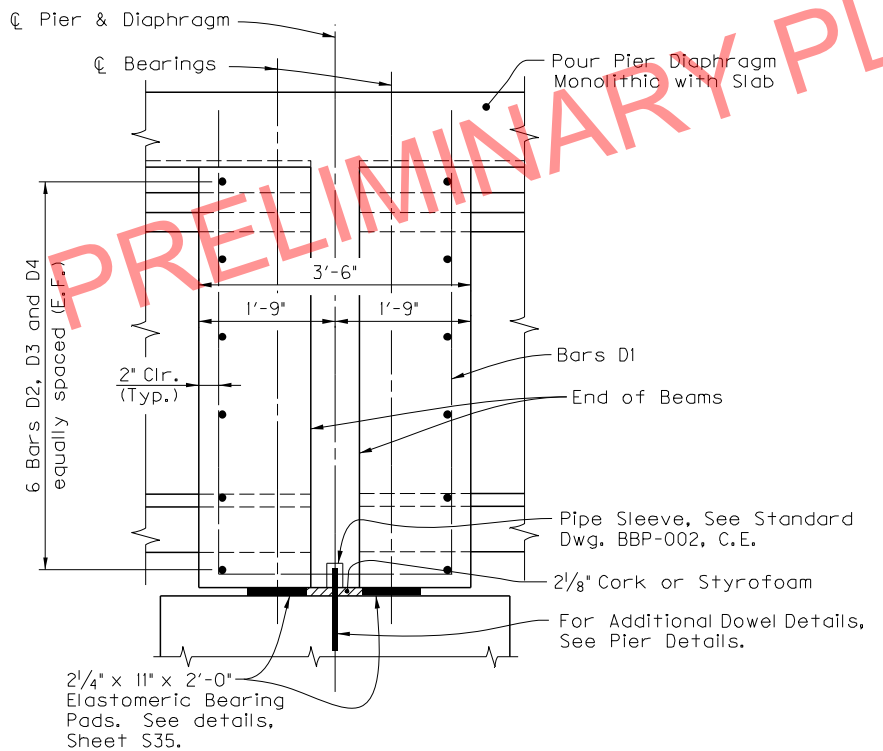 ℄ Pier & Diaphragm
℄ Bearings
Pour Pier Diaphragm
Monolithic with Slab
PRELIMINARY PL
3'-6"
1'-9"
1'-9"
6 Bars D2, D3 and D4
equally spaced (E.F.)
2" Clr.
(Typ.)
Bars D1
End of Beams
Pipe Sleeve, See Standard
Dwg. BBP-002, C.E.
2 1/8" Cork or Styrofoam
For Additional Dowel Details,
See Pier Details.
2 1/4" x 11" x 2'-0"
Elastomeric Bearing
Pads. See details,
Sheet S35.